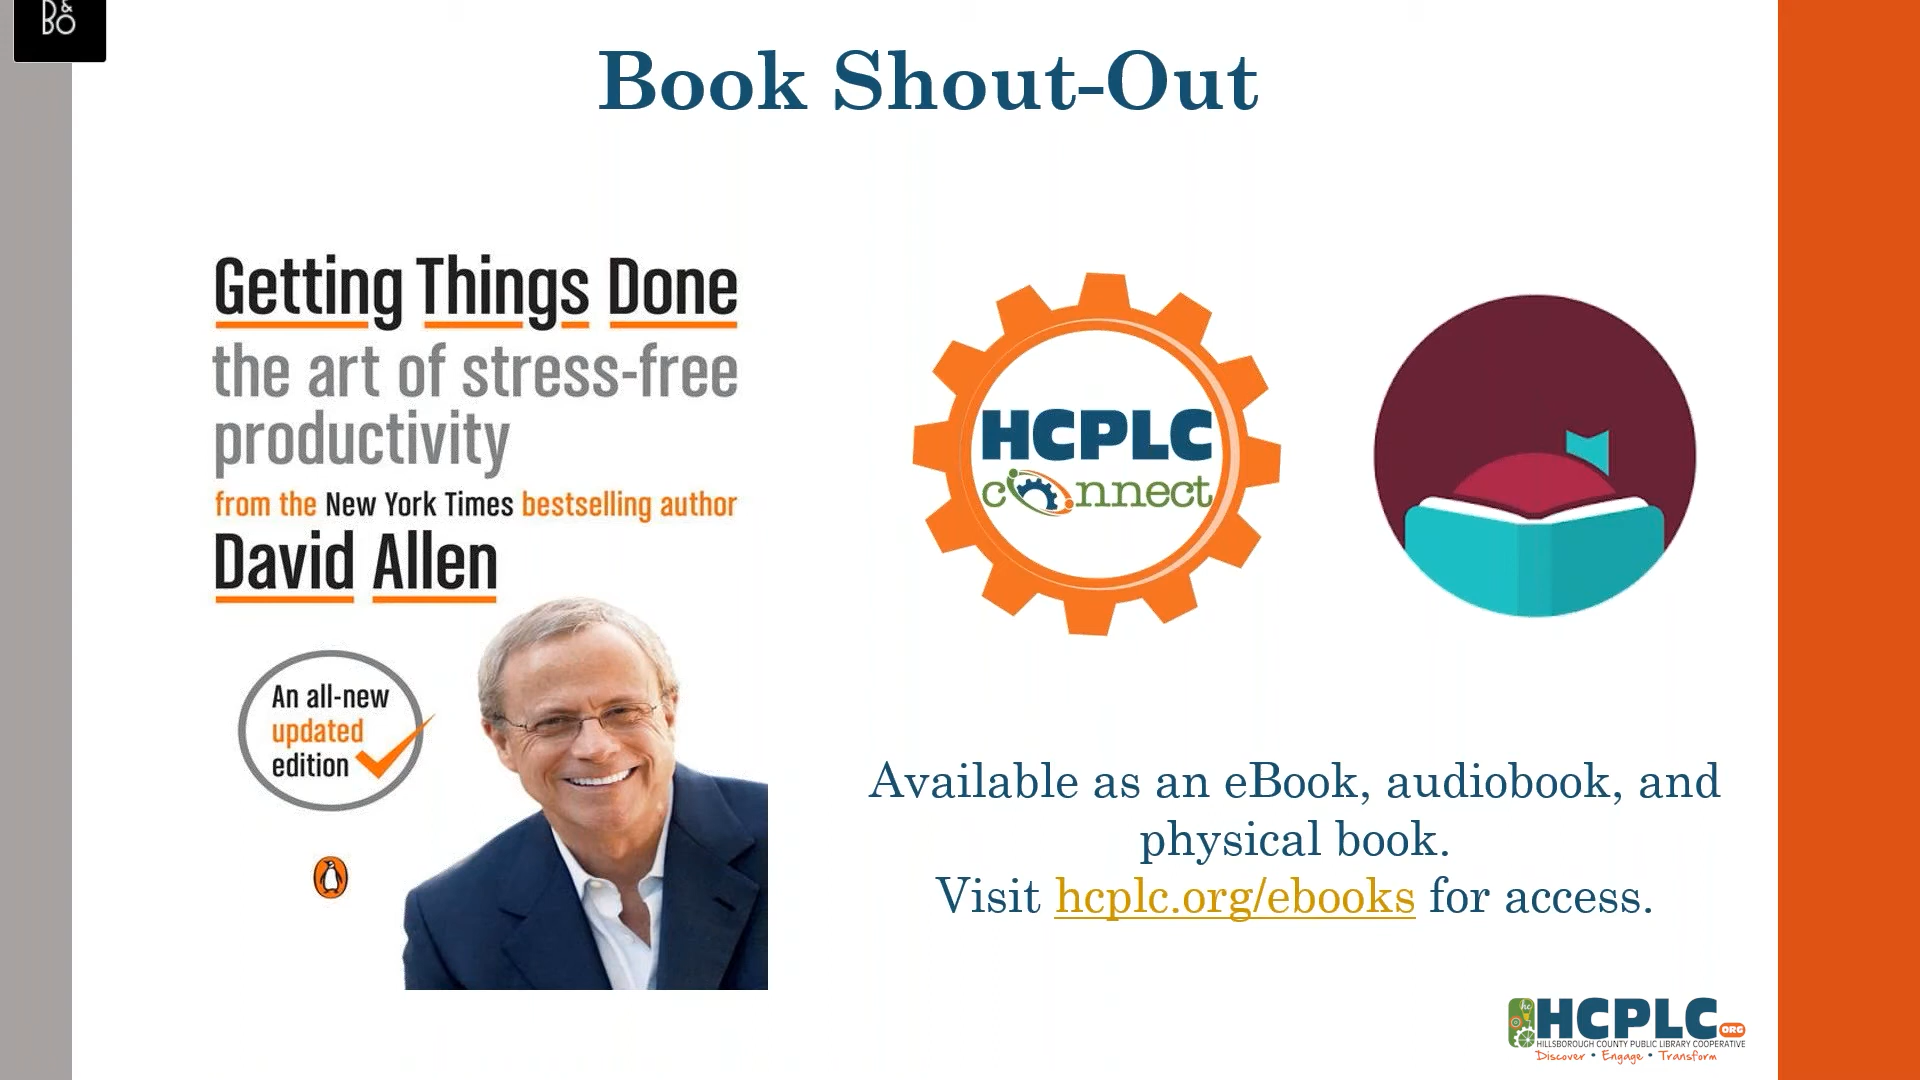 B&O
Book Shout-Out
Getting Things Done
the art of stress-free
productivity
from the New York Times bestselling author
David Allen
An all-new
updated
edition
HCPLC
connect
Available as an eBook, audiobook, and
physical book.
Visit hcplc.org/ebooks for access.
hc
HCPLC ORG
HILLSBOROUGH COUNTY PUBLIC LIBRARY COOPERATIVE
Discover • Engage • Transform